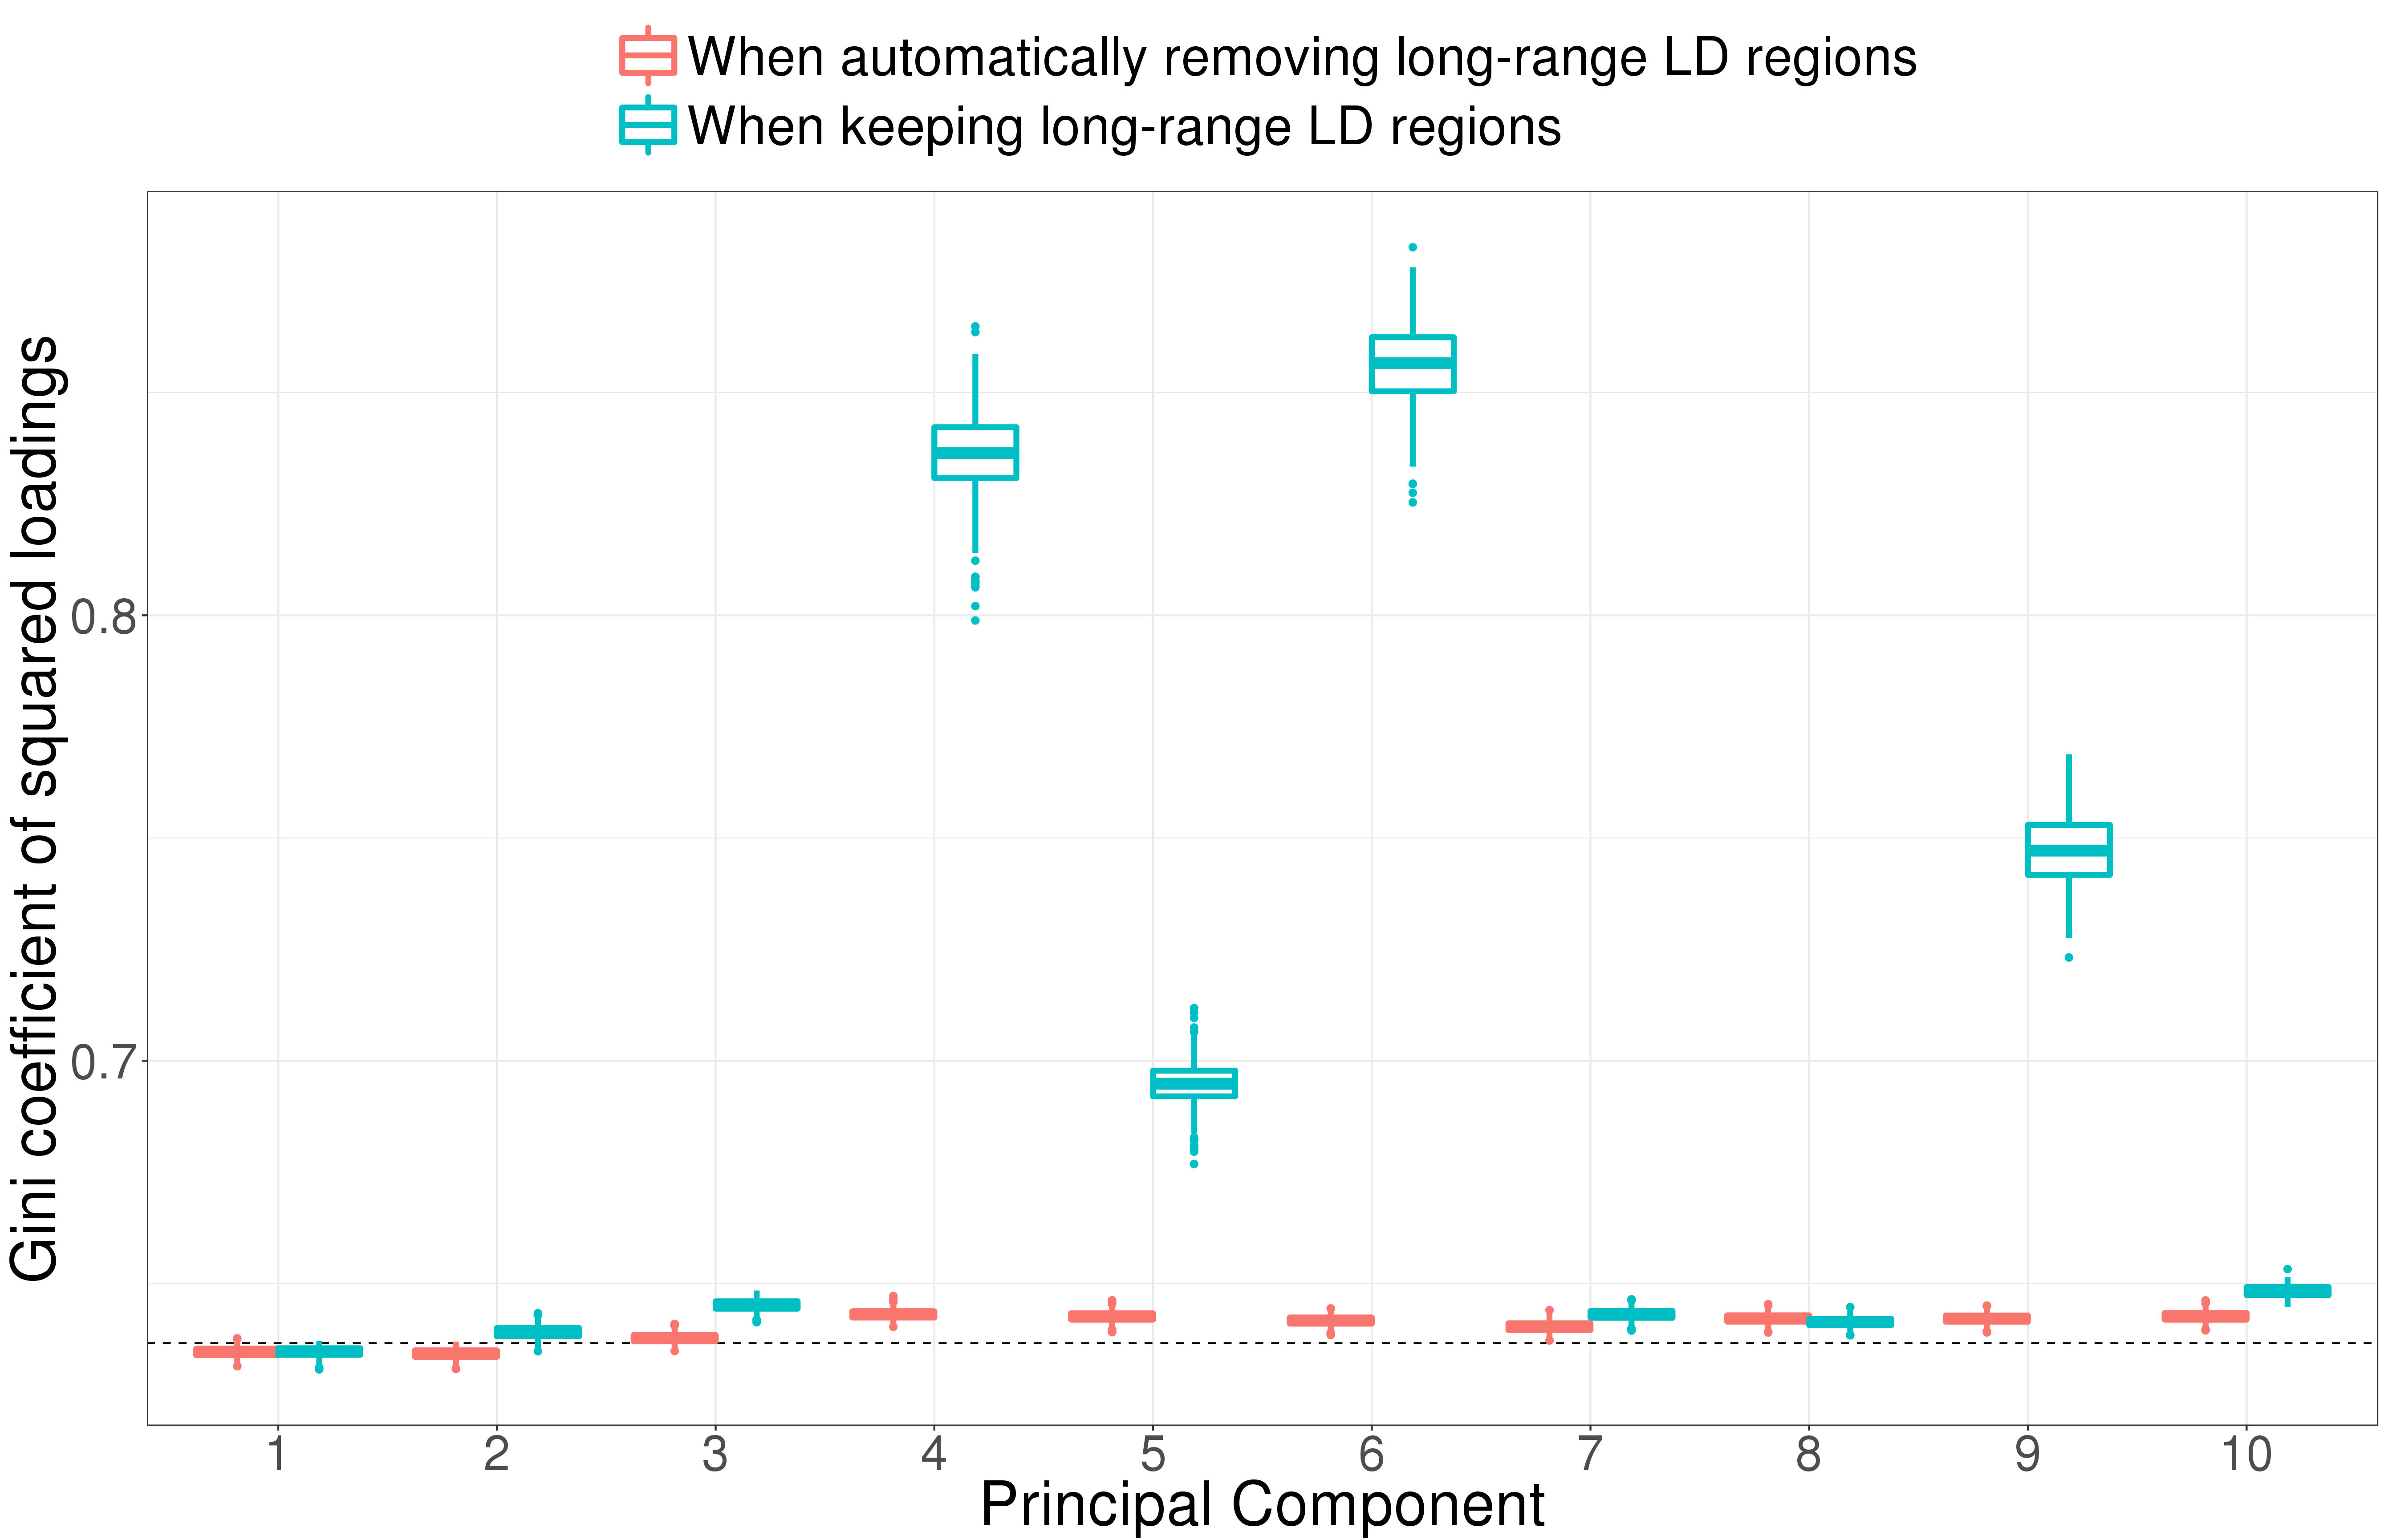 When automatically removing long-range LD regions
When keeping long-range LD regions
Gini coefficient of squared loadings
0.8
0.7
1 2 3 4 5 6 7 8 9 10
Principal Component